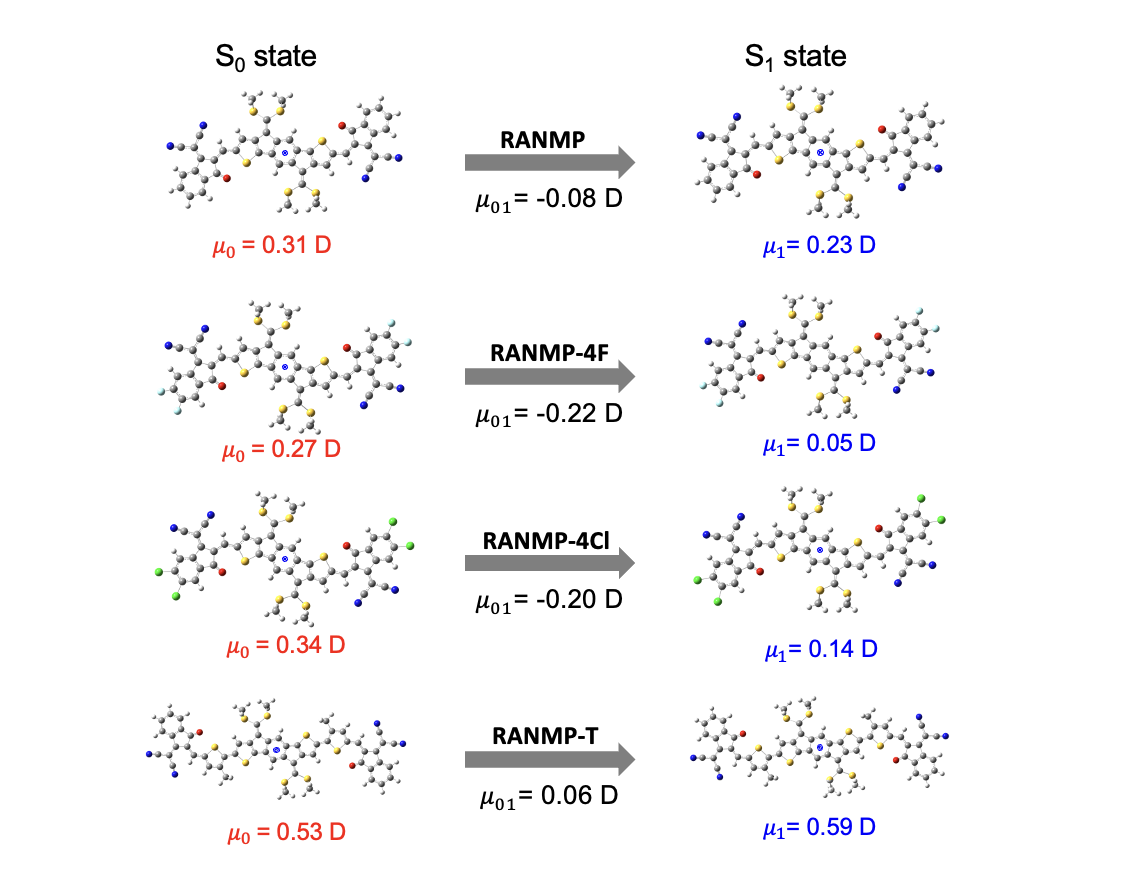 S₀ state
S₁ state
RANMP
μ₀₁= -0.08 D
μ₀ = 0.31 D
μ₁= 0.23 D
RANMP-4F
μ₀₁= -0.22 D
μ₀ = 0.27 D
μ₁= 0.05 D
RANMP-4Cl
μ₀₁= -0.20 D
μ₀ = 0.34 D
μ₁= 0.14 D
RANMP-T
μ₀₁= 0.06 D
μ₀ = 0.53 D
μ₁= 0.59 D